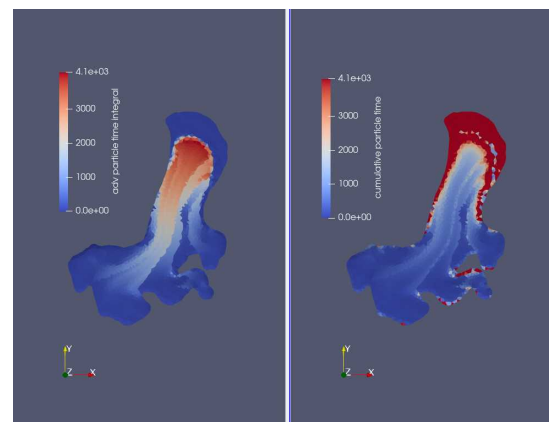 4.1e+03
3000
2000
1000
0.0e+00
adv particle time integral
Y
Z
X
4.1e+03
3000
2000
1000
0.0e+00
cumulative particle time
Y
Z
X